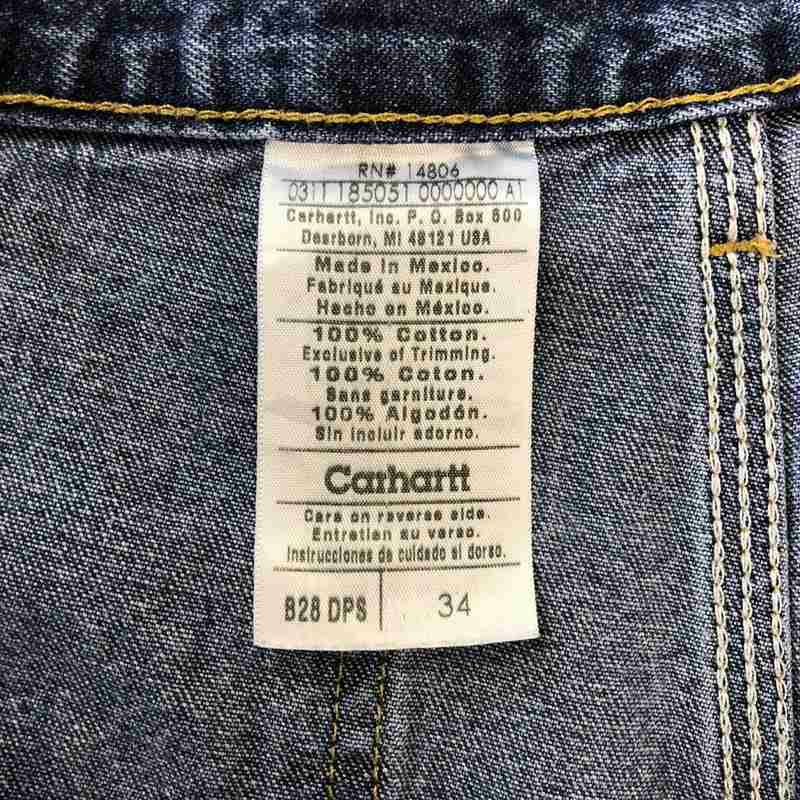 RN# 14806
0311 185051 0000000 A1
Carhartt, Inc. P. O. Box 600
Dearborn, MI 48121 USA
Made in Mexico.
Fabriqué au Mexique.
Hecho en México.
100% Cotton.
Exclusive of Trimming.
100% Coton.
Sans garniture.
100% Algodón.
Sin incluir adorno.
Carhartt
Care on reverse side.
Entretien au verso.
Instrucciones de cuidado al dorso.
B28 DPS 34